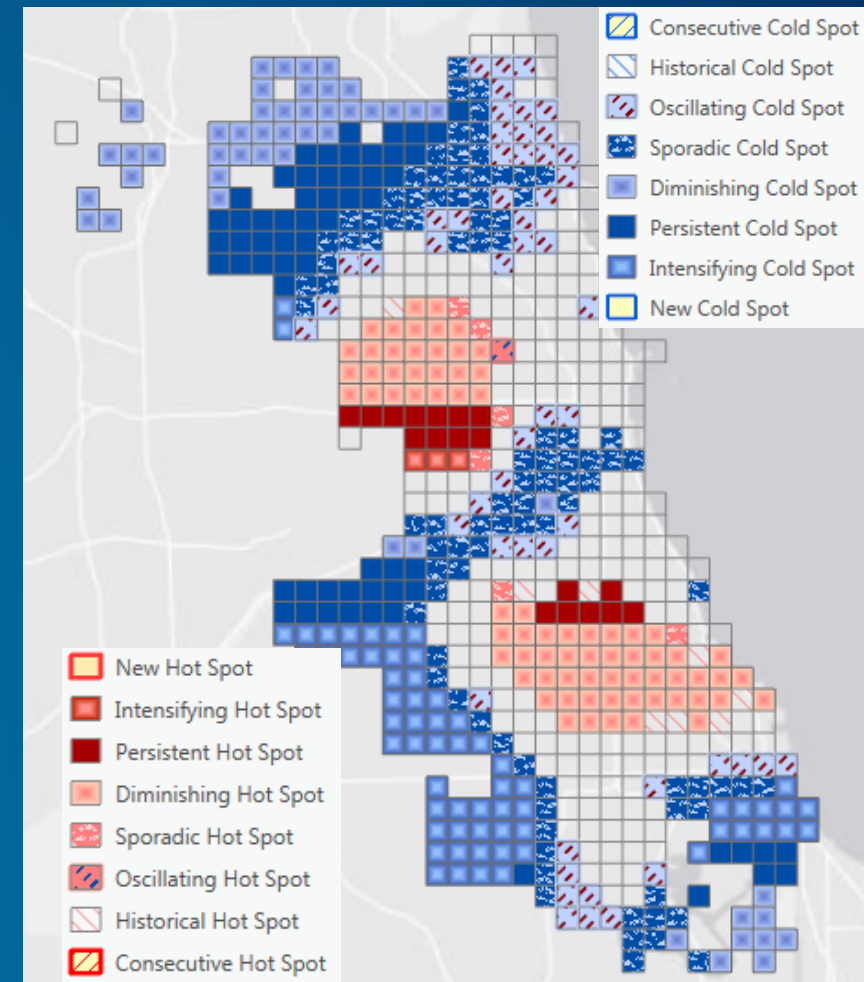 Consecutive Cold Spot
Historical Cold Spot
Oscillating Cold Spot
Sporadic Cold Spot
Diminishing Cold Spot
Persistent Cold Spot
Intensifying Cold Spot
New Cold Spot
New Hot Spot
Intensifying Hot Spot
Persistent Hot Spot
Diminishing Hot Spot
Sporadic Hot Spot
Oscillating Hot Spot
Historical Hot Spot
Consecutive Hot Spot